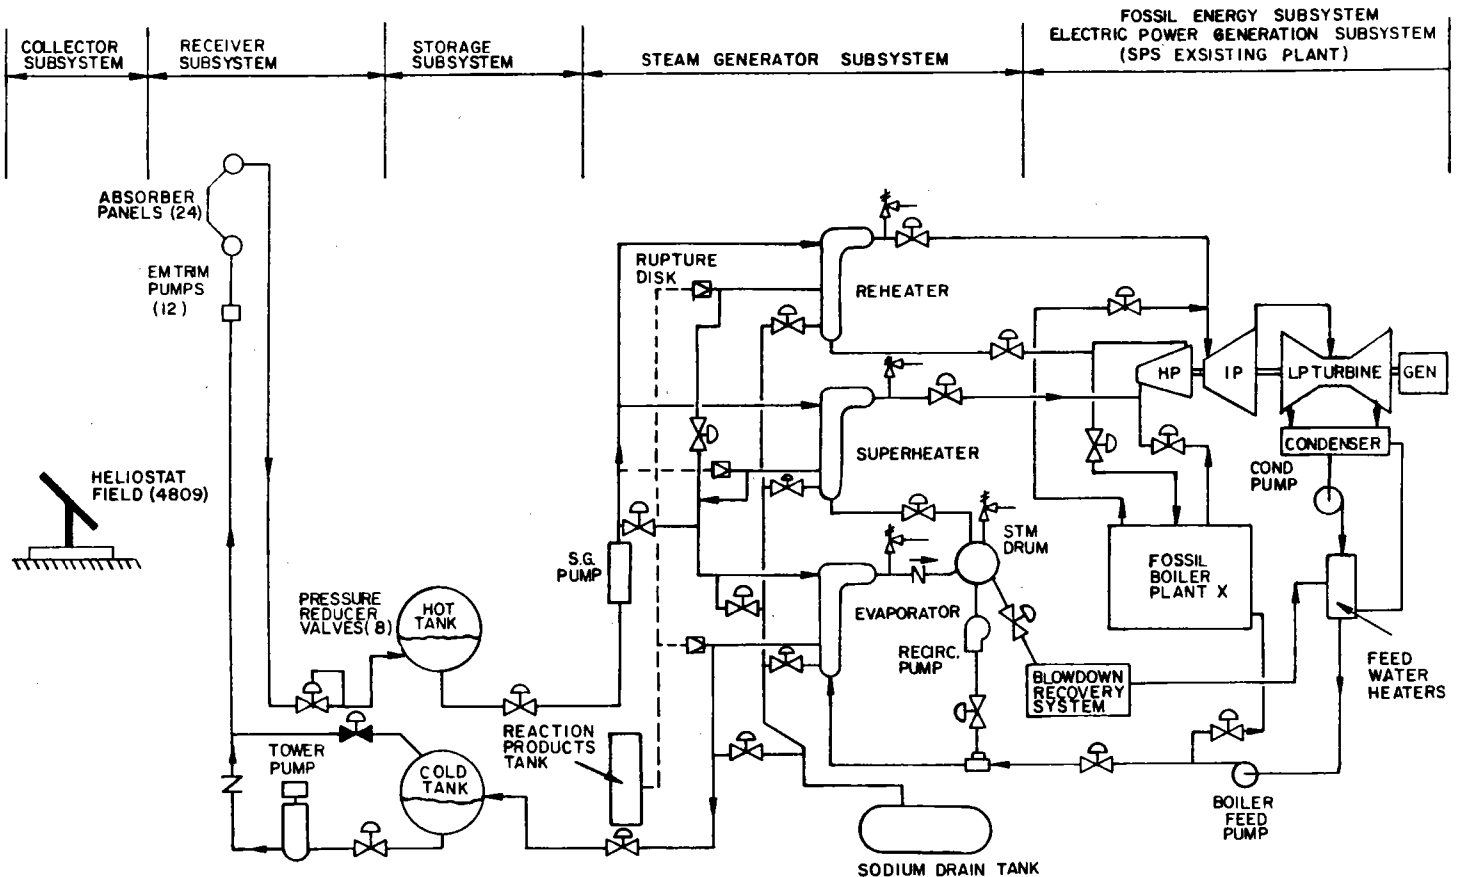 COLLECTOR
SUBSYSTEM
RECEIVER
SUBSYSTEM
STORAGE
SUBSYSTEM
STEAM GENERATOR SUBSYSTEM
FOSSIL ENERGY SUBSYSTEM
ELECTRIC POWER GENERATION SUBSYSTEM
(SPS EXSISTING PLANT)
ABSORBER
PANELS (24)
EM TRIM
PUMPS
(12)
HELIOSTAT
FIELD (4809)
PRESSURE
REDUCER
VALVES(8)
HOT
TANK
TOWER
PUMP
COLD
TANK
REACTION
PRODUCTS
TANK
S.G.
PUMP
RUPTURE
DISK
REHEATER
SUPERHEATER
EVAPORATOR
STM
DRUM
RECIRC.
PUMP
BLOWDOWN
RECOVERY
SYSTEM
SODIUM DRAIN TANK
HP
IP
LP TURBINE
GEN
CONDENSER
COND
PUMP
FOSSIL
BOILER
PLANT X
FEED
WATER
HEATERS
BOILER
FEED
PUMP